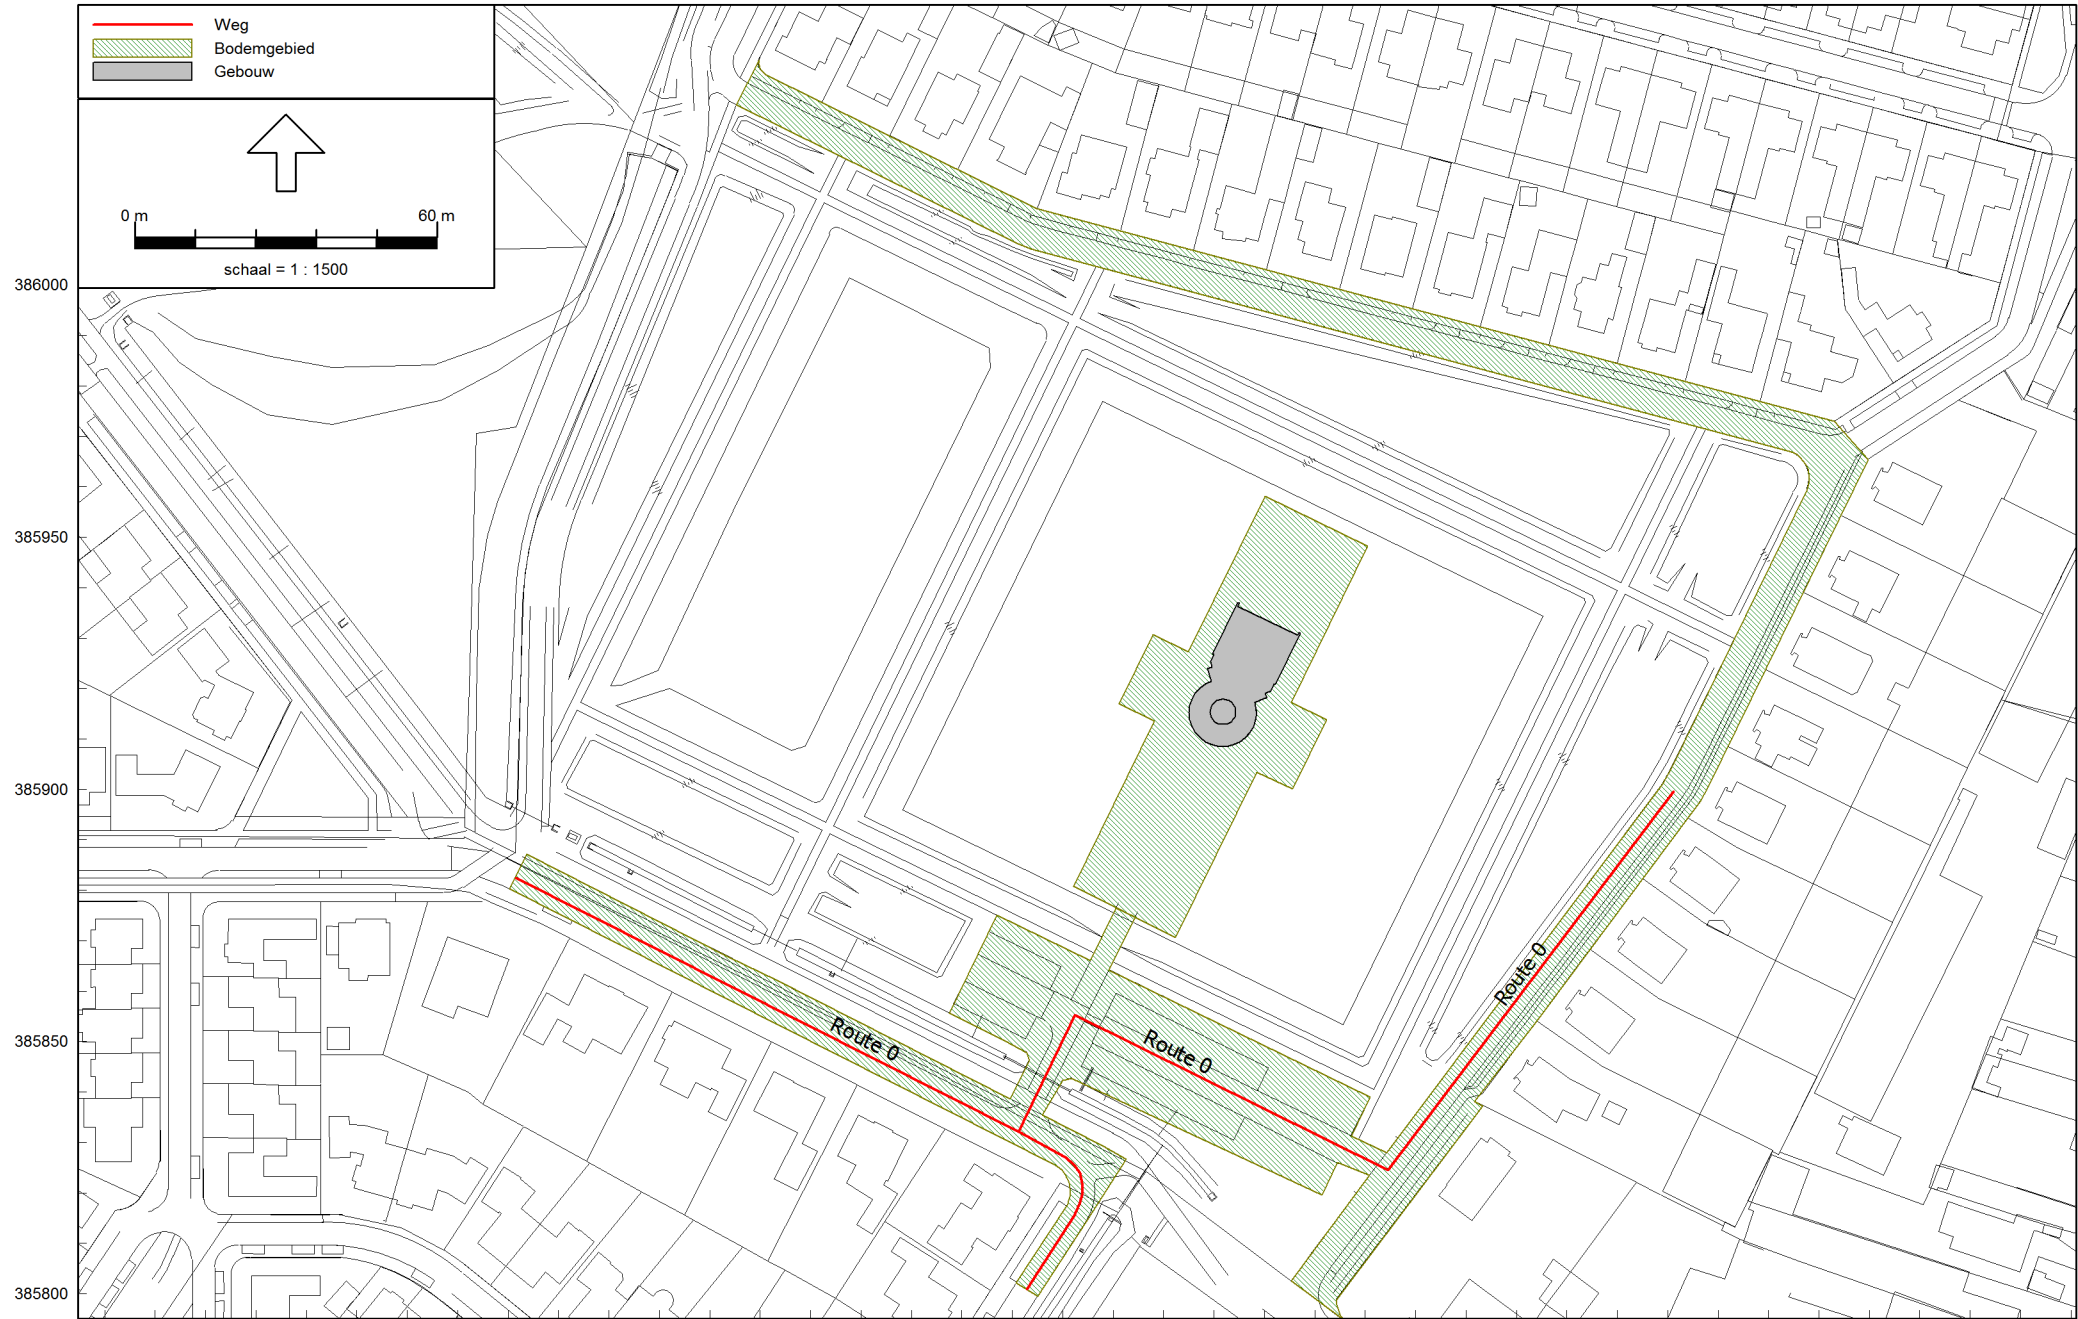 Weg
Bodemgebied
Gebouw
0 m 60 m
schaal = 1 : 1500
386000
385950
385900
385850
385800
Route 0
Route 0
Route 0